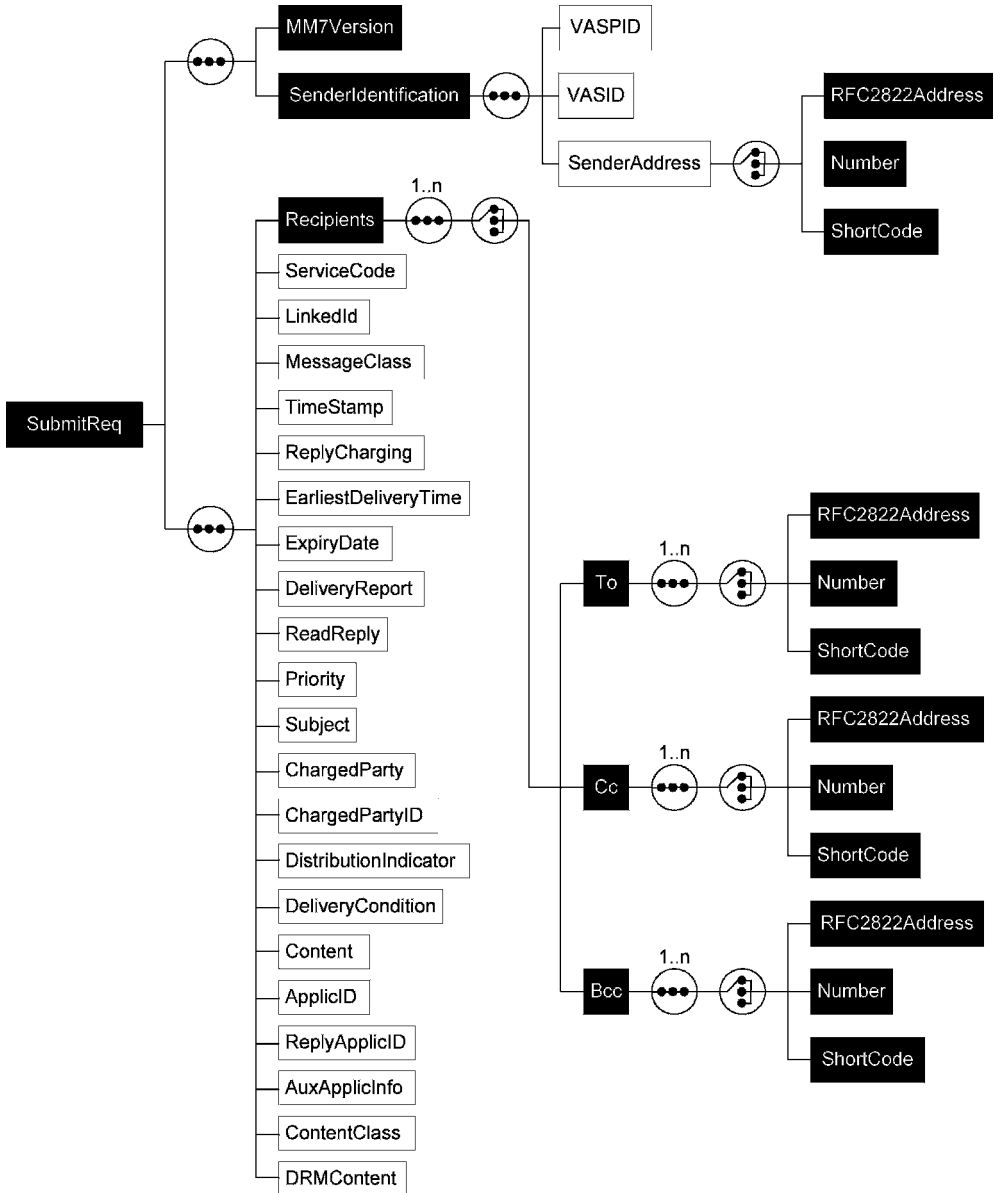 MM7Version
SenderIdentification
VASPID
VASID
SenderAddress
RFC2822Address
Number
ShortCode
1..n
Recipients
ServiceCode
LinkedId
MessageClass
TimeStamp
SubmitReq
ReplyCharging
EarliestDeliveryTime
ExpiryDate
DeliveryReport
ReadReply
Priority
Subject
ChargedParty
ChargedPartyID
DistributionIndicator
DeliveryCondition
Content
ApplicID
ReplyApplicID
AuxApplicInfo
ContentClass
DRMContent
To
1..n
RFC2822Address
Number
ShortCode
Cc
1..n
RFC2822Address
Number
ShortCode
Bcc
1..n
RFC2822Address
Number
ShortCode